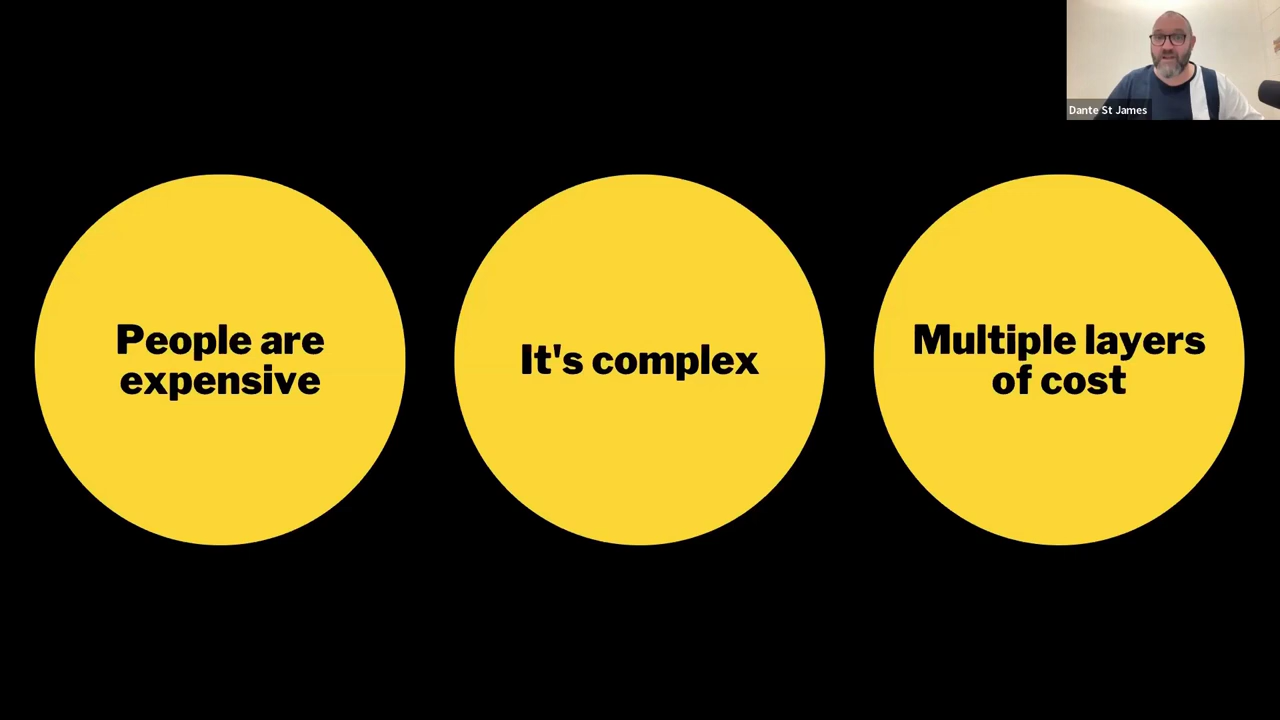 Dante St James
People are
expensive
It's complex
Multiple layers
of cost